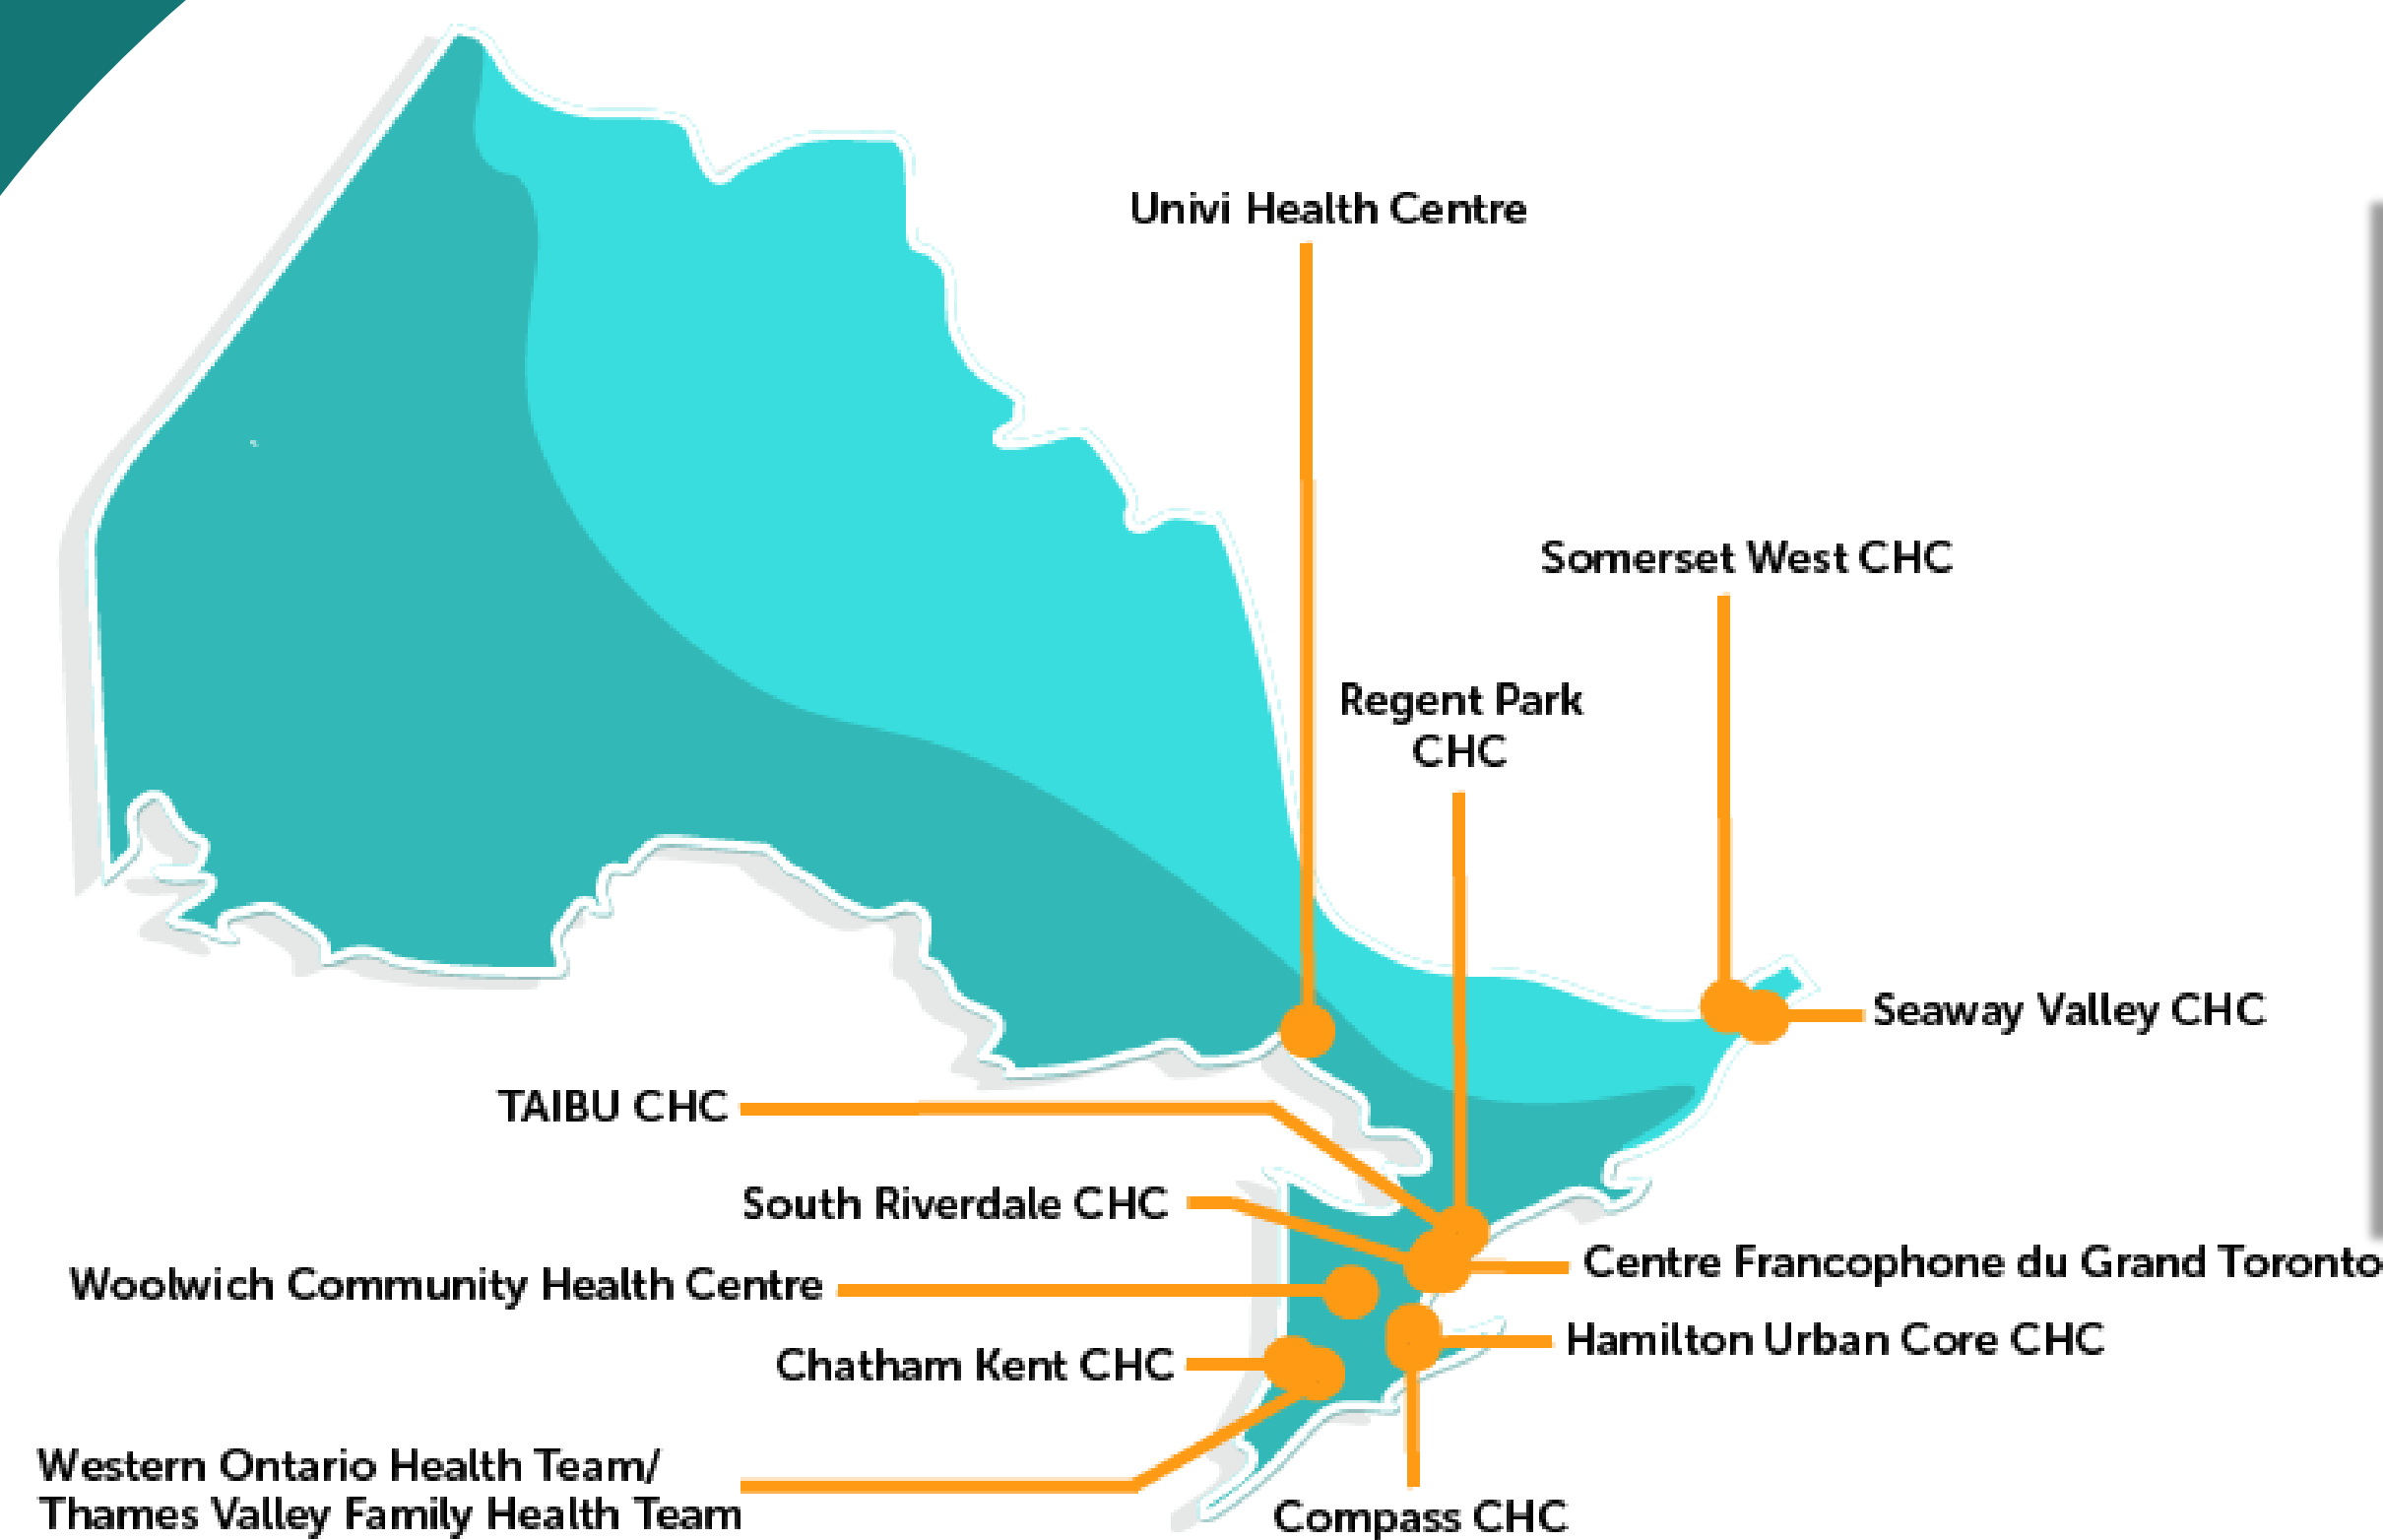 Univi Health Centre
Somerset West CHC
Regent Park
CHC
Seaway Valley CHC
TAIBU CHC
South Riverdale CHC
Centre Francophone du Grand Toronto
Woolwich Community Health Centre
Hamilton Urban Core CHC
Chatham Kent CHC
Western Ontario Health Team/
Thames Valley Family Health Team
Compass CHC